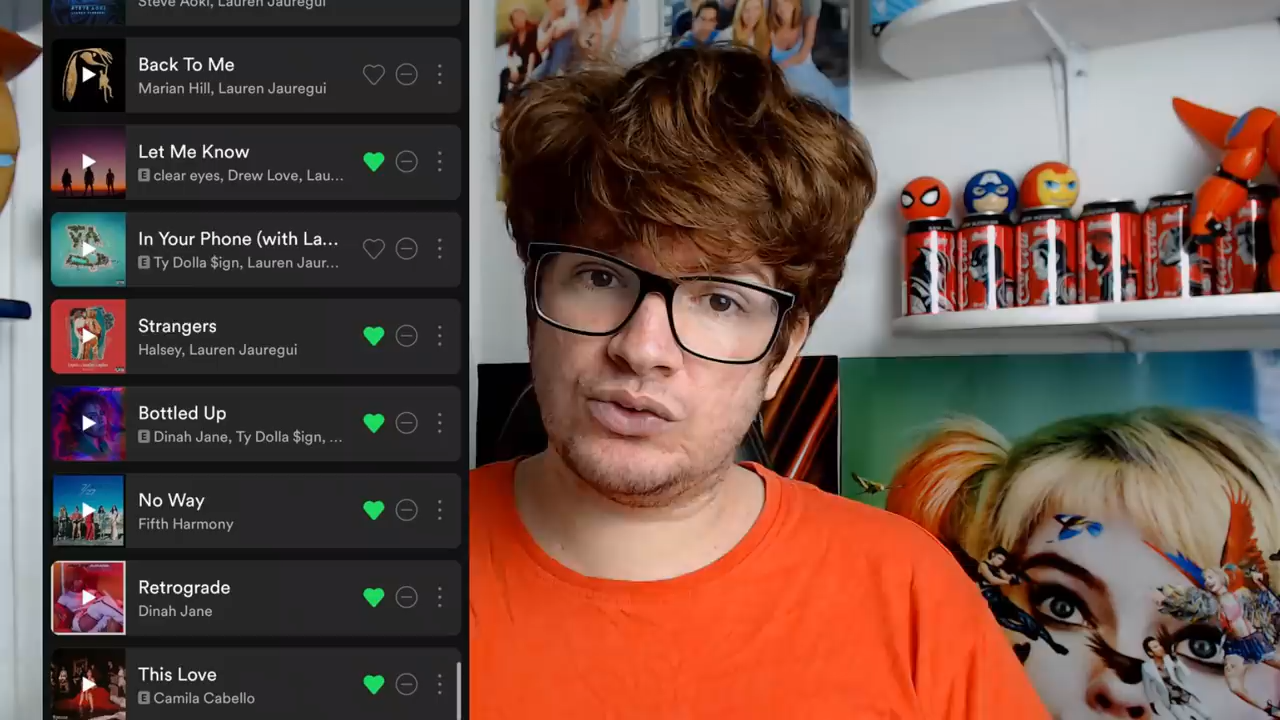 Steve Aoki, Lauren Jauregui
Back To Me
Marian Hill, Lauren Jauregui
Let Me Know
E clear eyes, Drew Love, Lau...
In Your Phone (with La...
E Ty Dolla $ign, Lauren Jaur...
Strangers
Halsey, Lauren Jauregui
Bottled Up
E Dinah Jane, Ty Dolla $ign, ...
No Way
Fifth Harmony
Retrograde
Dinah Jane
This Love
E Camila Cabello